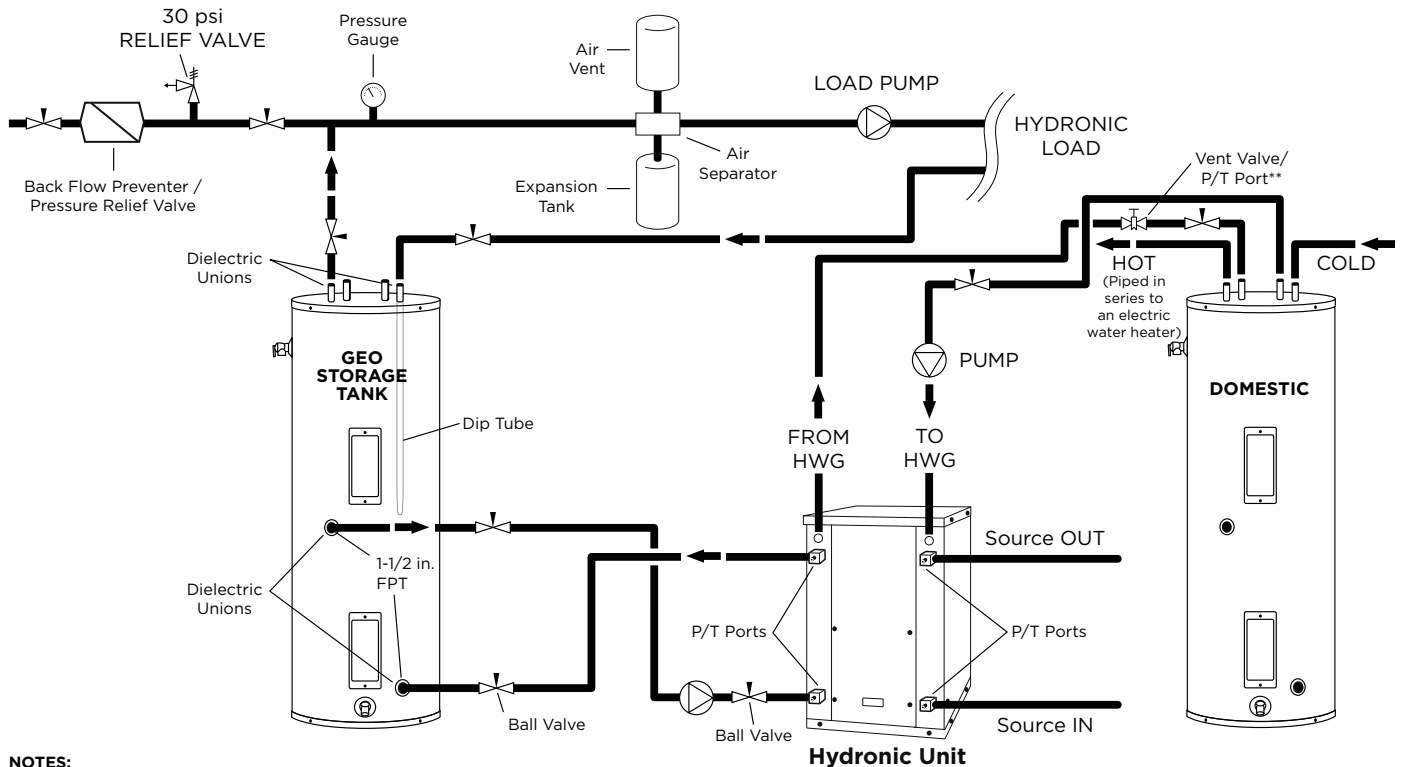 30 psi
RELIEF VALVE
Pressure
Gauge
Air
Vent
LOAD PUMP
HYDRONIC
LOAD
Vent Valve/
P/T Port**
Back Flow Preventer /
Pressure Relief Valve
Air
Separator
Expansion
Tank
Dielectric
Unions
HOT
(Piped in
series to
an electric
water heater)
COLD
GEO
STORAGE
TANK
Dip Tube
PUMP
DOMESTIC
FROM
HWG
TO
HWG
Source OUT
1-1/2 in.
FPT
Dielectric
Unions
P/T Ports
P/T Ports
Ball Valve
Ball Valve
Source IN
Hydronic Unit
NOTES: